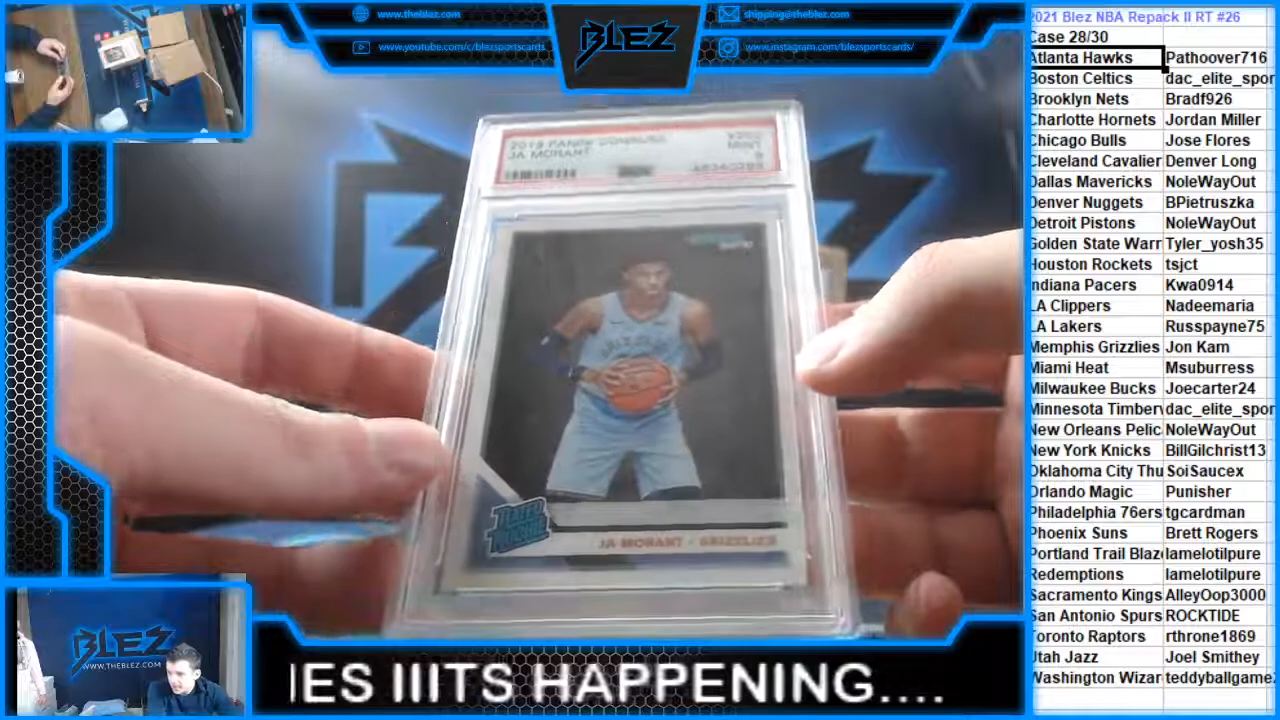 www.theblez.com
shipping@theblez.com
www.youtube.com/c/blezsportscards
www.instagram.com/blezsportscards/
BLEZ
2019 PANINI DONRUSS
JA MORANT
MINT
9
RATED ROOKIE
JA MORANT - GRIZZLIES
BLEZ
WWW.THEBLEZ.COM
IES IIITS HAPPENING....
2021 Blez NBA Repack II RT #26
Case 28/30
Atlanta Hawks Pathoover716
Boston Celtics dac_elite_spor
Brooklyn Nets Bradf926
Charlotte Hornets Jordan Miller
Chicago Bulls Jose Flores
Cleveland Cavalier Denver Long
Dallas Mavericks NoleWayOut
Denver Nuggets BPietruszka
Detroit Pistons NoleWayOut
Golden State Warr Tyler_yosh35
Houston Rockets tsjct
Indiana Pacers Kwa0914
LA Clippers Nadeemaria
LA Lakers Russpayne75
Memphis Grizzlies Jon Kam
Miami Heat Msuburress
Milwaukee Bucks Joecarter24
Minnesota Timberv dac_elite_spor
New Orleans Pelic NoleWayOut
New York Knicks BillGilchrist13
Oklahoma City Thu SoiSaucex
Orlando Magic Punisher
Philadelphia 76ers tgcardman
Phoenix Suns Brett Rogers
Portland Trail Blaz lamelotilpure
Redemptions lamelotilpure
Sacramento Kings AlleyOop3000
San Antonio Spurs ROCKTIDE
Toronto Raptors rthrone1869
Utah Jazz Joel Smithey
Washington Wizar teddyballgame